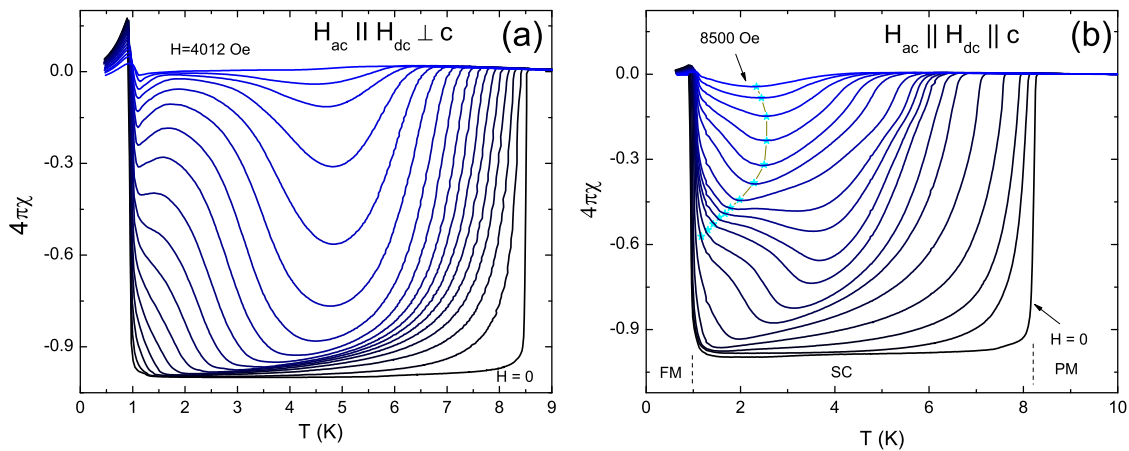 H_ac || H_dc ⊥ c (a)
H=4012 Oe
0.0
-0.3
-0.6
-0.9
4πχ
H = 0
0 1 2 3 4 5 6 7 8 9
T (K)
H_ac || H_dc || c (b)
8500 Oe
0.0
-0.3
-0.6
-0.9
4πχ
H = 0
FM SC PM
0 2 4 6 8 10
T (K)